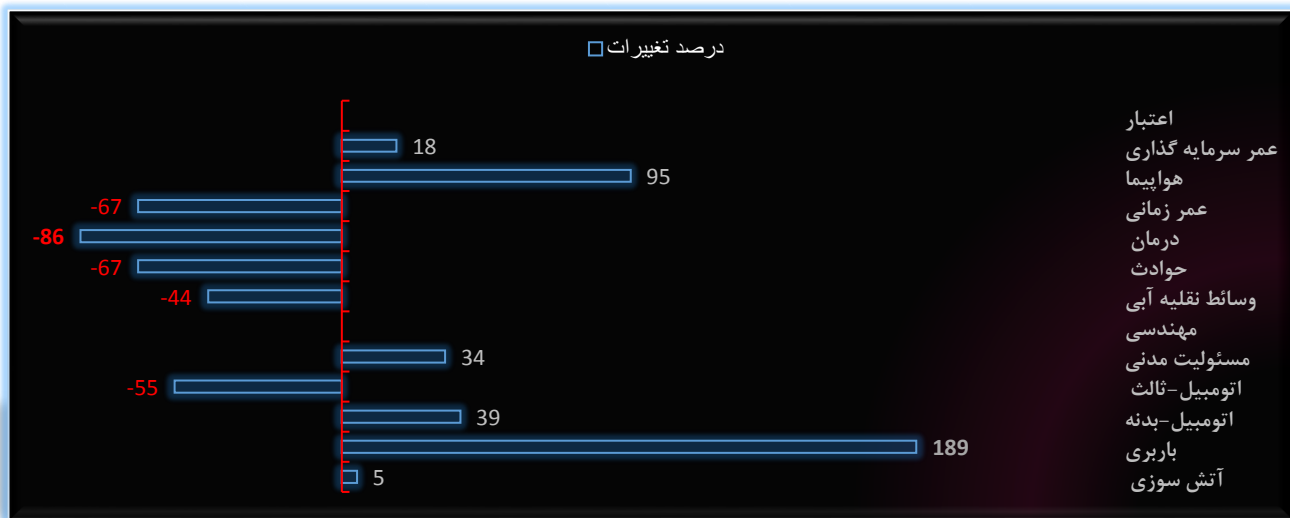 درصد تغییرات
اعتبار
18 عمر سرمایه گذاری
95 هواپیما
-67 عمر زمانی
-86 درمان
-67 حوادث
-44 وسائط نقلیه آبی
مهندسی
34 مسئولیت مدنی
-55 اتومبیل-ثالث
39 اتومبیل-بدنه
189 باربری
5 آتش سوزی